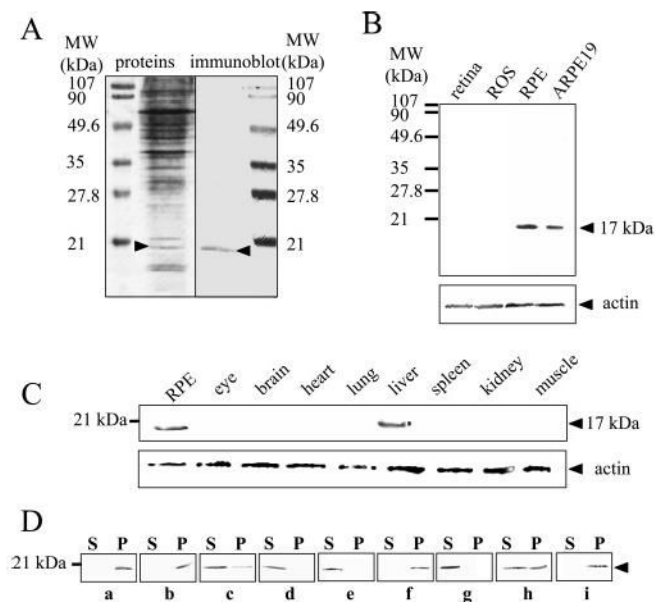 A
MW
(kDa)
proteins
immunoblot
MW
(kDa)
107
90
49.6
35
27.8
21
107
90
49.6
35
27.8
21
B
MW
(kDa)
retina
ROS
RPE
ARPE19
107
90
49.6
35
27.8
21
17 kDa
actin
C
RPE
eye
brain
heart
lung
liver
spleen
kidney
muscle
21 kDa
17 kDa
actin
D
S P S P S P S P S P S P S P S P S P
21 kDa
a b c d e f g h i